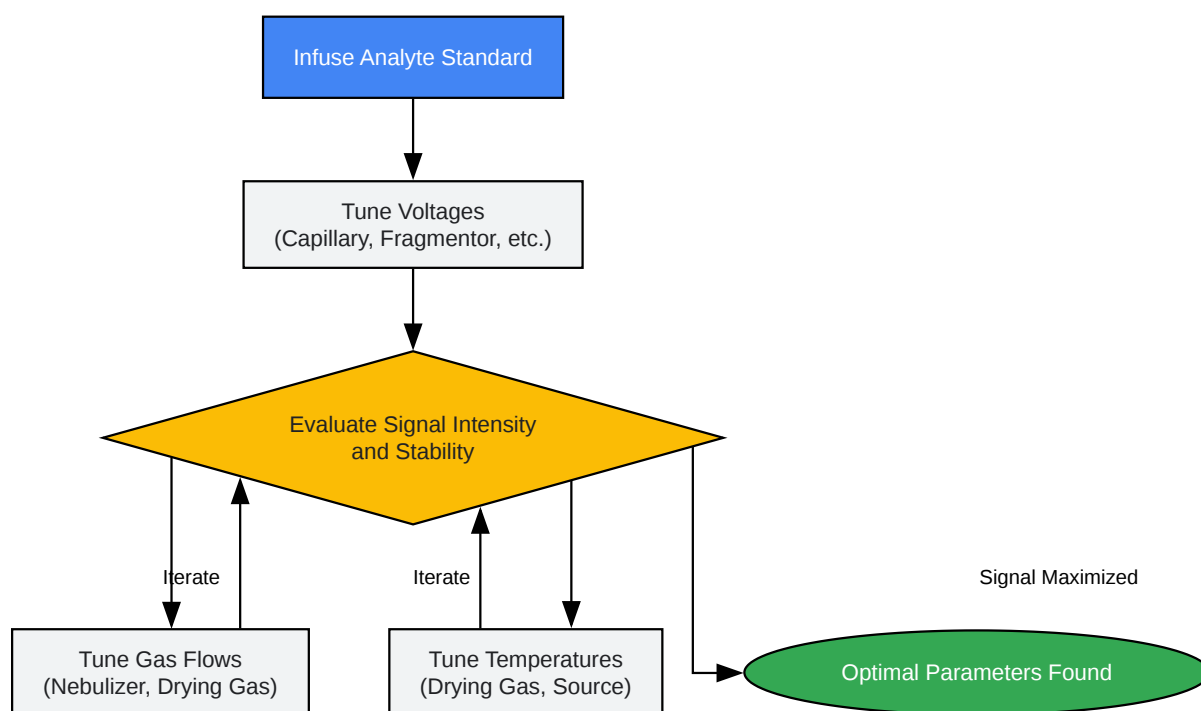 Infuse Analyte Standard
Tune Voltages
(Capillary, Fragmentor, etc.)
Evaluate Signal Intensity
and Stability
Iterate
Iterate
Signal Maximized
Tune Gas Flows
(Nebulizer, Drying Gas)
Tune Temperatures
(Drying Gas, Source)
Optimal Parameters Found